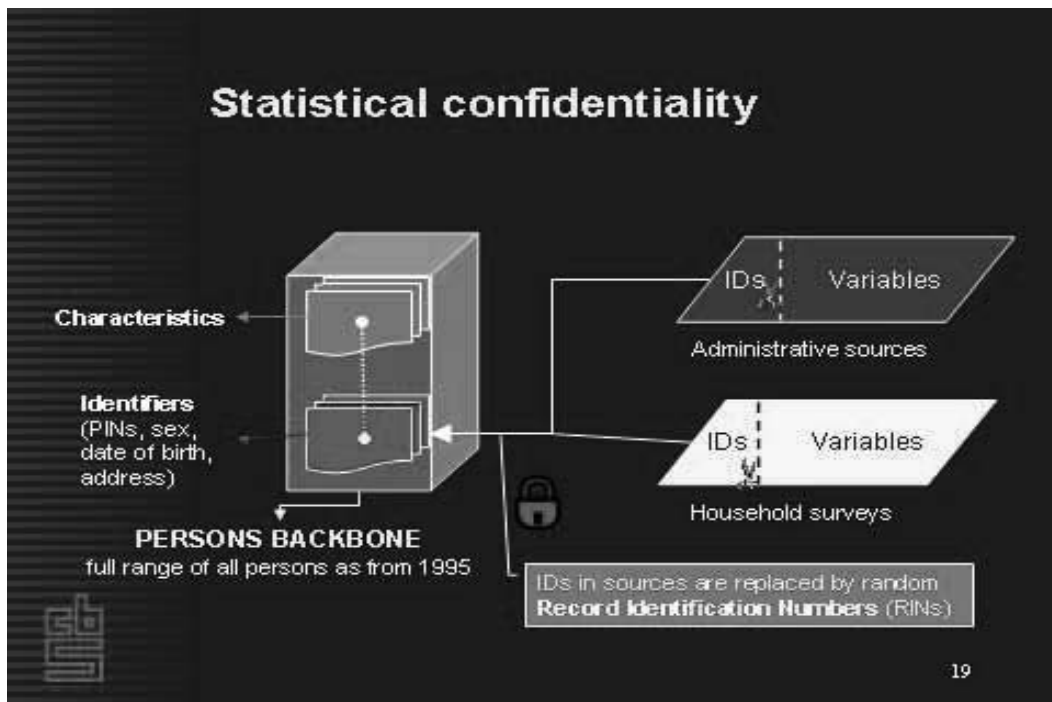 Statistical confidentiality
Characteristics
Identifiers
(PINs, sex,
date of birth,
address)
PERSONS BACKBONE
full range of all persons as from 1995
IDs
Variables
Administrative sources
IDs
Variables
Household surveys
IDs in sources are replaced by random
Record Identification Numbers (RINs)
cbs
19